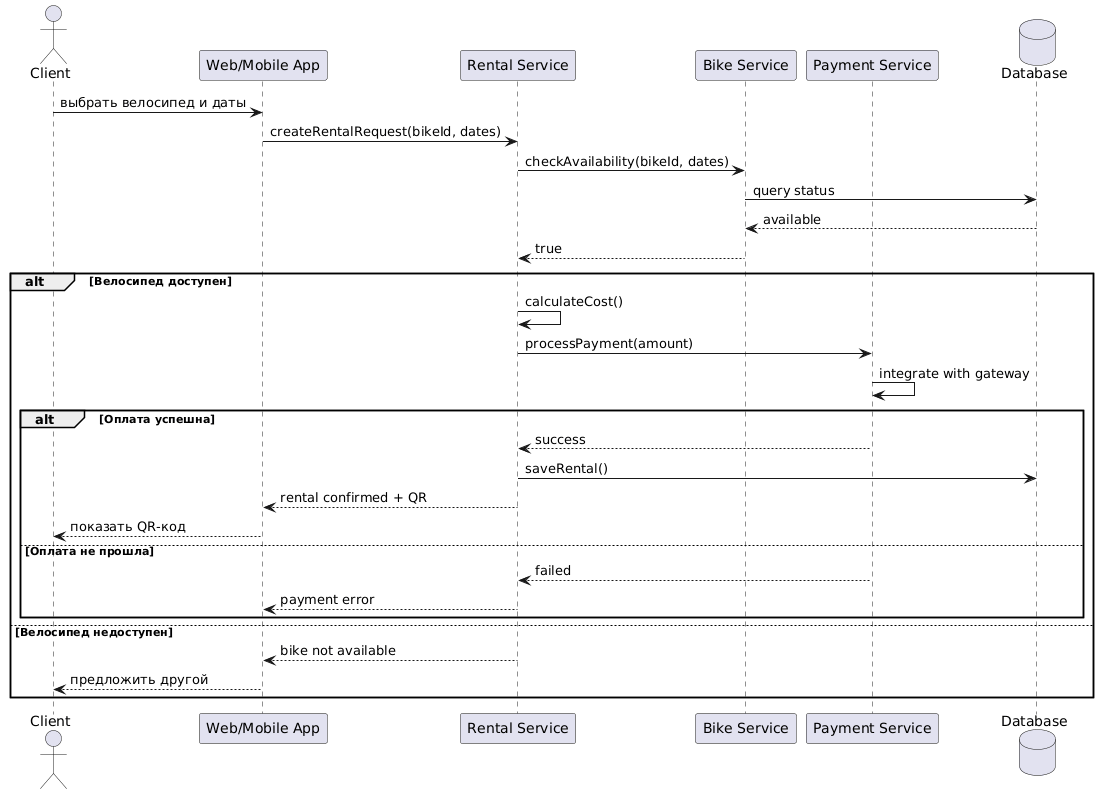 Client
Web/Mobile App
Rental Service
Bike Service
Payment Service
Database
выбрать велосипед и даты
createRentalRequest(bikeId, dates)
checkAvailability(bikeId, dates)
query status
available
true
alt [Велосипед доступен]
calculateCost()
processPayment(amount)
integrate with gateway
alt [Оплата успешна]
success
saveRental()
rental confirmed + QR
показать QR-код
[Оплата не прошла]
failed
payment error
[Велосипед недоступен]
bike not available
предложить другой
Client
Web/Mobile App
Rental Service
Bike Service
Payment Service
Database